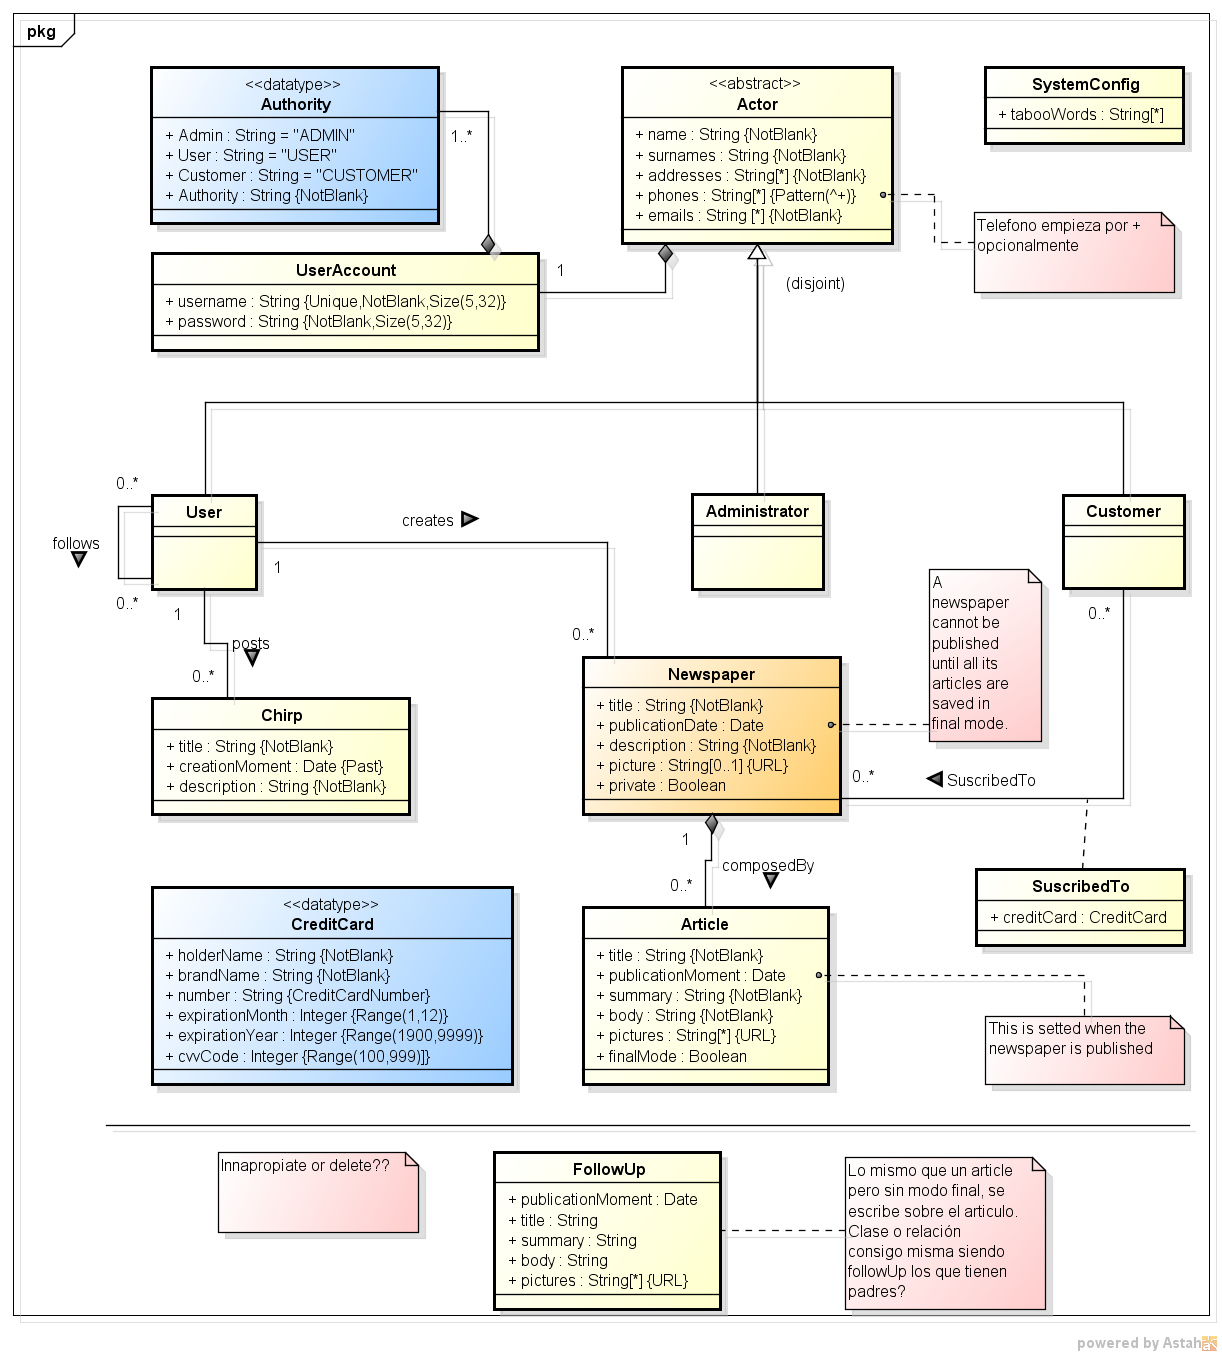 pkg
<<datatype>>
Authority
+ Admin : String = "ADMIN"
+ User : String = "USER"
+ Customer : String = "CUSTOMER"
+ Authority : String {NotBlank}
1..*
<<abstract>>
Actor
+ name : String {NotBlank}
+ surnames : String {NotBlank}
+ addresses : String[*] {NotBlank}
+ phones : String[*] {Pattern(^+)}
+ emails : String [*] {NotBlank}
SystemConfig
+ tabooWords : String[*]
Telefono empieza por +
opcionalmente
UserAccount
+ username : String {Unique,NotBlank,Size(5,32)}
+ password : String {NotBlank,Size(5,32)}
1
(disjoint)
0..*
User
follows
0..*
creates
1
Administrator
Customer
0..*
A
newspaper
cannot be
published
until all its
articles are
saved in
final mode.
1
posts
0..*
0..*
Chirp
+ title : String {NotBlank}
+ creationMoment : Date {Past}
+ description : String {NotBlank}
Newspaper
+ title : String {NotBlank}
+ publicationDate : Date
+ description : String {NotBlank}
+ picture : String[0..1] {URL}
+ private : Boolean
0..*
SuscribedTo
1
composedBy
0..*
SuscribedTo
+ creditCard : CreditCard
<<datatype>>
CreditCard
+ holderName : String {NotBlank}
+ brandName : String {NotBlank}
+ number : String {CreditCardNumber}
+ expirationMonth : Integer {Range(1,12)}
+ expirationYear : Integer {Range(1900,9999)}
+ cvvCode : Integer {Range(100,999)]}
Article
+ title : String {NotBlank}
+ publicationMoment : Date
+ summary : String {NotBlank}
+ body : String {NotBlank}
+ pictures : String[*] {URL}
+ finalMode : Boolean
This is setted when the
newspaper is published
Innapropiate or delete??
FollowUp
+ publicationMoment : Date
+ title : String
+ summary : String
+ body : String
+ pictures : String[*] {URL}
Lo mismo que un article
pero sin modo final, se
escribe sobre el articulo.
Clase o relación
consigo misma siendo
followUp los que tienen
padres?
powered by Astah